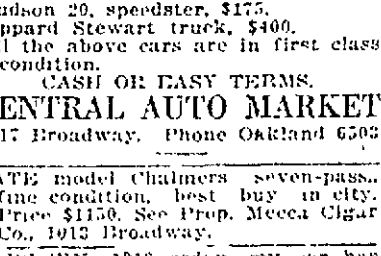 udson 20, speedster, $175.
ppard Stewart truck, $400.
l the above cars are in first class
condition.
CASH OR EASY TERMS.
ENTRAL AUTO MARKET
17 Broadway. Phone Oakland 6503
ATE model Chalmers seven-pass.,
fine condition, best buy in city.
Price $1150. See Prop. Mecca Cigar
Co., 1013 Broadway.